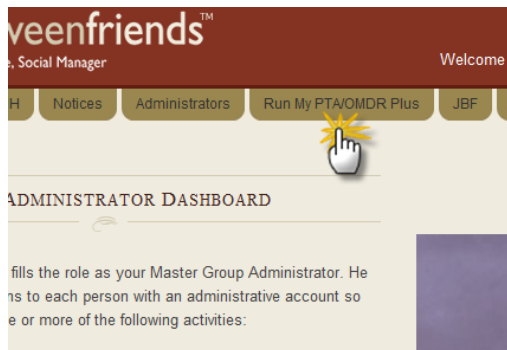 veenfriends™
e, Social Manager
Welcome
H Notices Administrators Run My PTA/OMDR Plus JBF
ADMINISTRATOR DASHBOARD
fills the role as your Master Group Administrator. He
ns to each person with an administrative account so
e or more of the following activities: